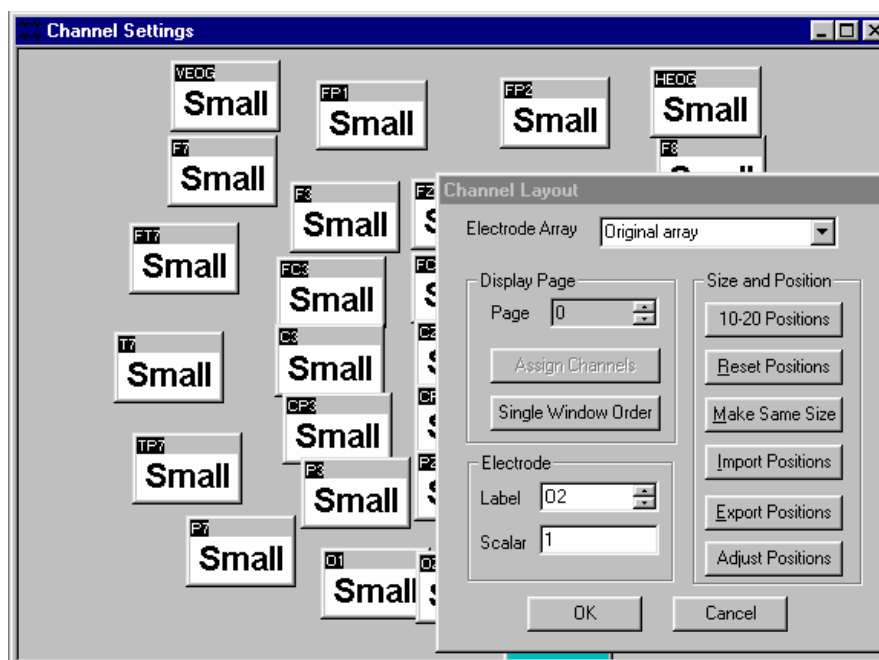 Channel Settings
VEOG
Small
FP1
Small
FP2
Small
HEOG
Small
F7
Small
F8
F3
Small
FZ
FT7
Small
FC3
Small
T7
Small
C3
Small
CZ
CP3
Small
TP7
Small
P3
Small
PZ
P7
Small
O1
Small
Channel Layout
Electrode Array
Original array
Display Page
Page
0
Assign Channels
Single Window Order
Electrode
Label
O2
Scalar
1
Size and Position
10-20 Positions
Reset Positions
Make Same Size
Import Positions
Export Positions
Adjust Positions
OK
Cancel